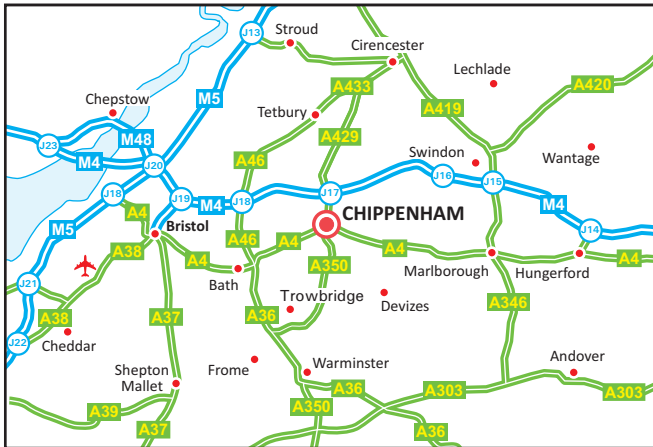 J13
Stroud
Cirencester
Lechlade
A433
A420
M5
Chepstow
A419
Tetbury
M48
A429
J23
M4
J20
A46
Swindon
Wantage
J18
J19
M4
J18
J17
J16
J15
M4
A4
M5
Bristol
CHIPPENHAM
J14
A38
A46
A4
A4
A4
A4
A350
Marlborough
Hungerford
Bath
J21
Trowbridge
Devizes
A346
A38
A37
A36
J22
Cheddar
Frome
Warminster
Andover
Shepton
Mallet
A36
A303
A303
A39
A350
A37
A36